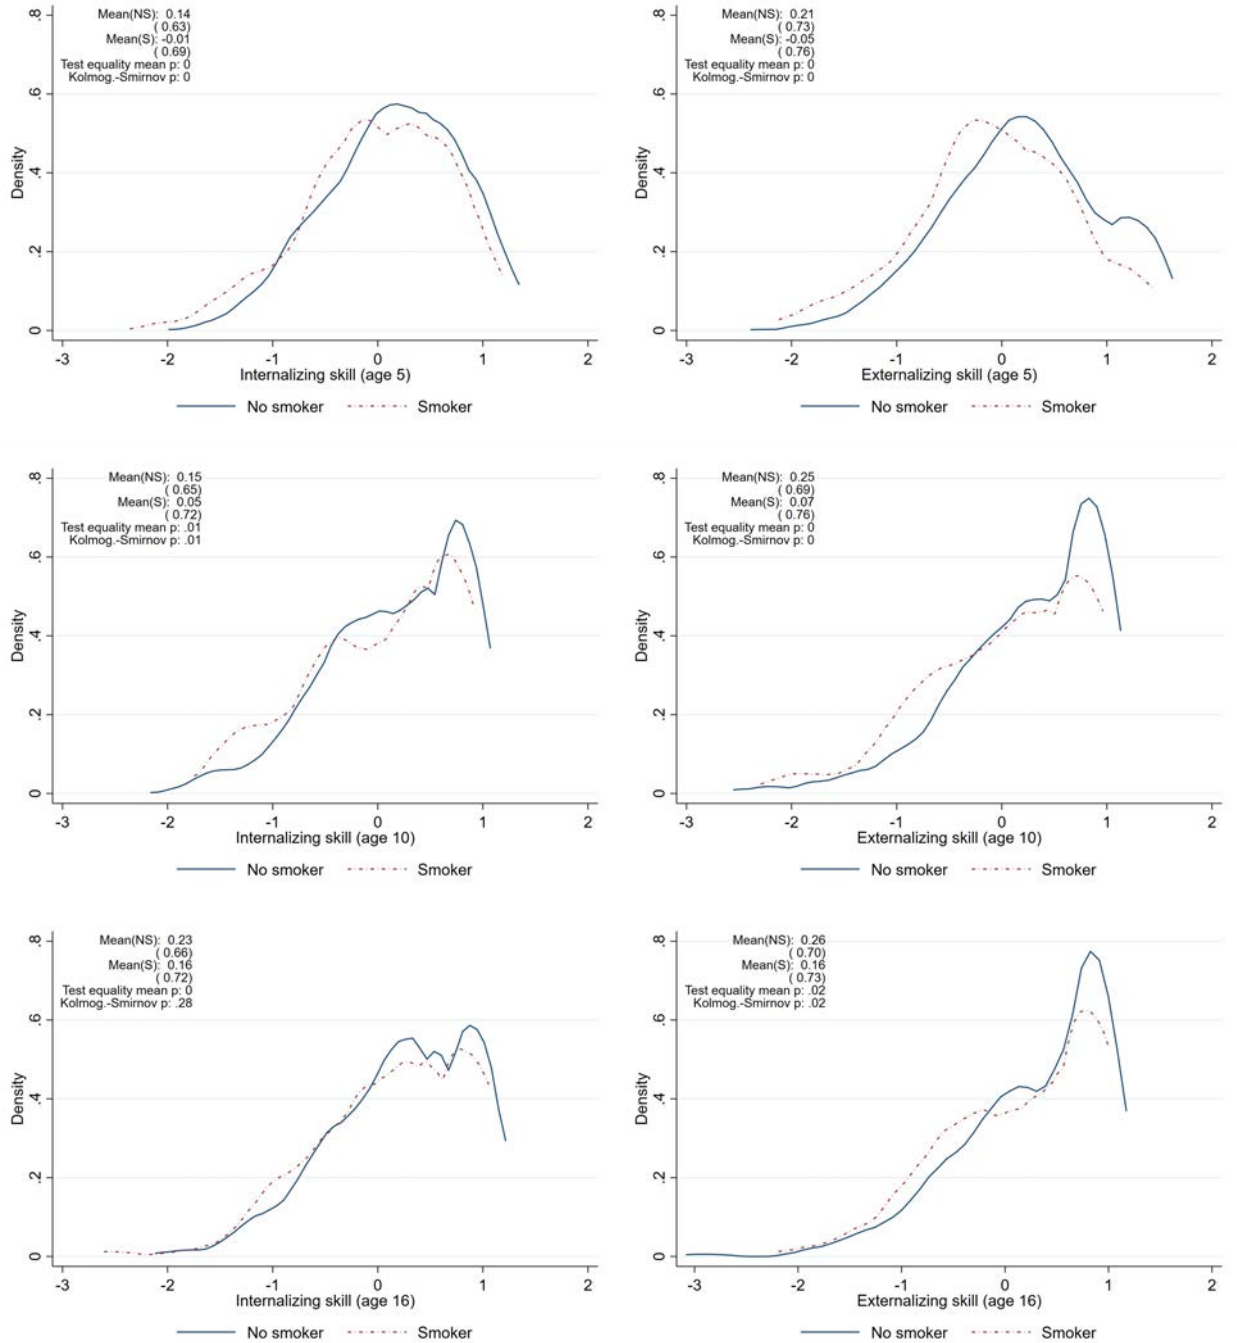 Mean(NS): 0.14
( 0.63)
Mean(S): -0.01
( 0.69)
Test equality mean p: 0
Kolmog.-Smirnov p: 0
Density
0 .2 .4 .6 .8
-3 -2 -1 0 1 2
Internalizing skill (age 5)
No smoker Smoker
Mean(NS): 0.21
(0.73)
Mean(S): -0.05
(0.76)
Test equality mean p: 0
Kolmog.-Smirnov p: 0
Density
0 .2 .4 .6 .8
-3 -2 -1 0 1 2
Externalizing skill (age 5)
No smoker Smoker
Mean(NS): 0.15
( 0.65)
Mean(S): 0.05
( 0.72)
Test equality mean p: .01
Kolmog.-Smirnov p: .01
Density
0 .2 .4 .6 .8
-3 -2 -1 0 1 2
Internalizing skill (age 10)
No smoker Smoker
Mean(NS): 0.25
( 0.69)
Mean(S): 0.07
( 0.76)
Test equality mean p: 0
Kolmog.-Smirnov p: 0
Density
0 .2 .4 .6 .8
-3 -2 -1 0 1 2
Externalizing skill (age 10)
No smoker Smoker
Mean(NS): 0.23
( 0.66)
Mean(S): 0.16
( 0.72)
Test equality mean p: 0
Kolmog.-Smirnov p: .28
Density
0 .2 .4 .6 .8
-3 -2 -1 0 1 2
Internalizing skill (age 16)
No smoker Smoker
Mean(NS): 0.26
( 0.70)
Mean(S): 0.16
( 0.73)
Test equality mean p: .02
Kolmog.-Smirnov p: .02
Density
0 .2 .4 .6 .8
-3 -2 -1 0 1 2
Externalizing skill (age 16)
No smoker Smoker